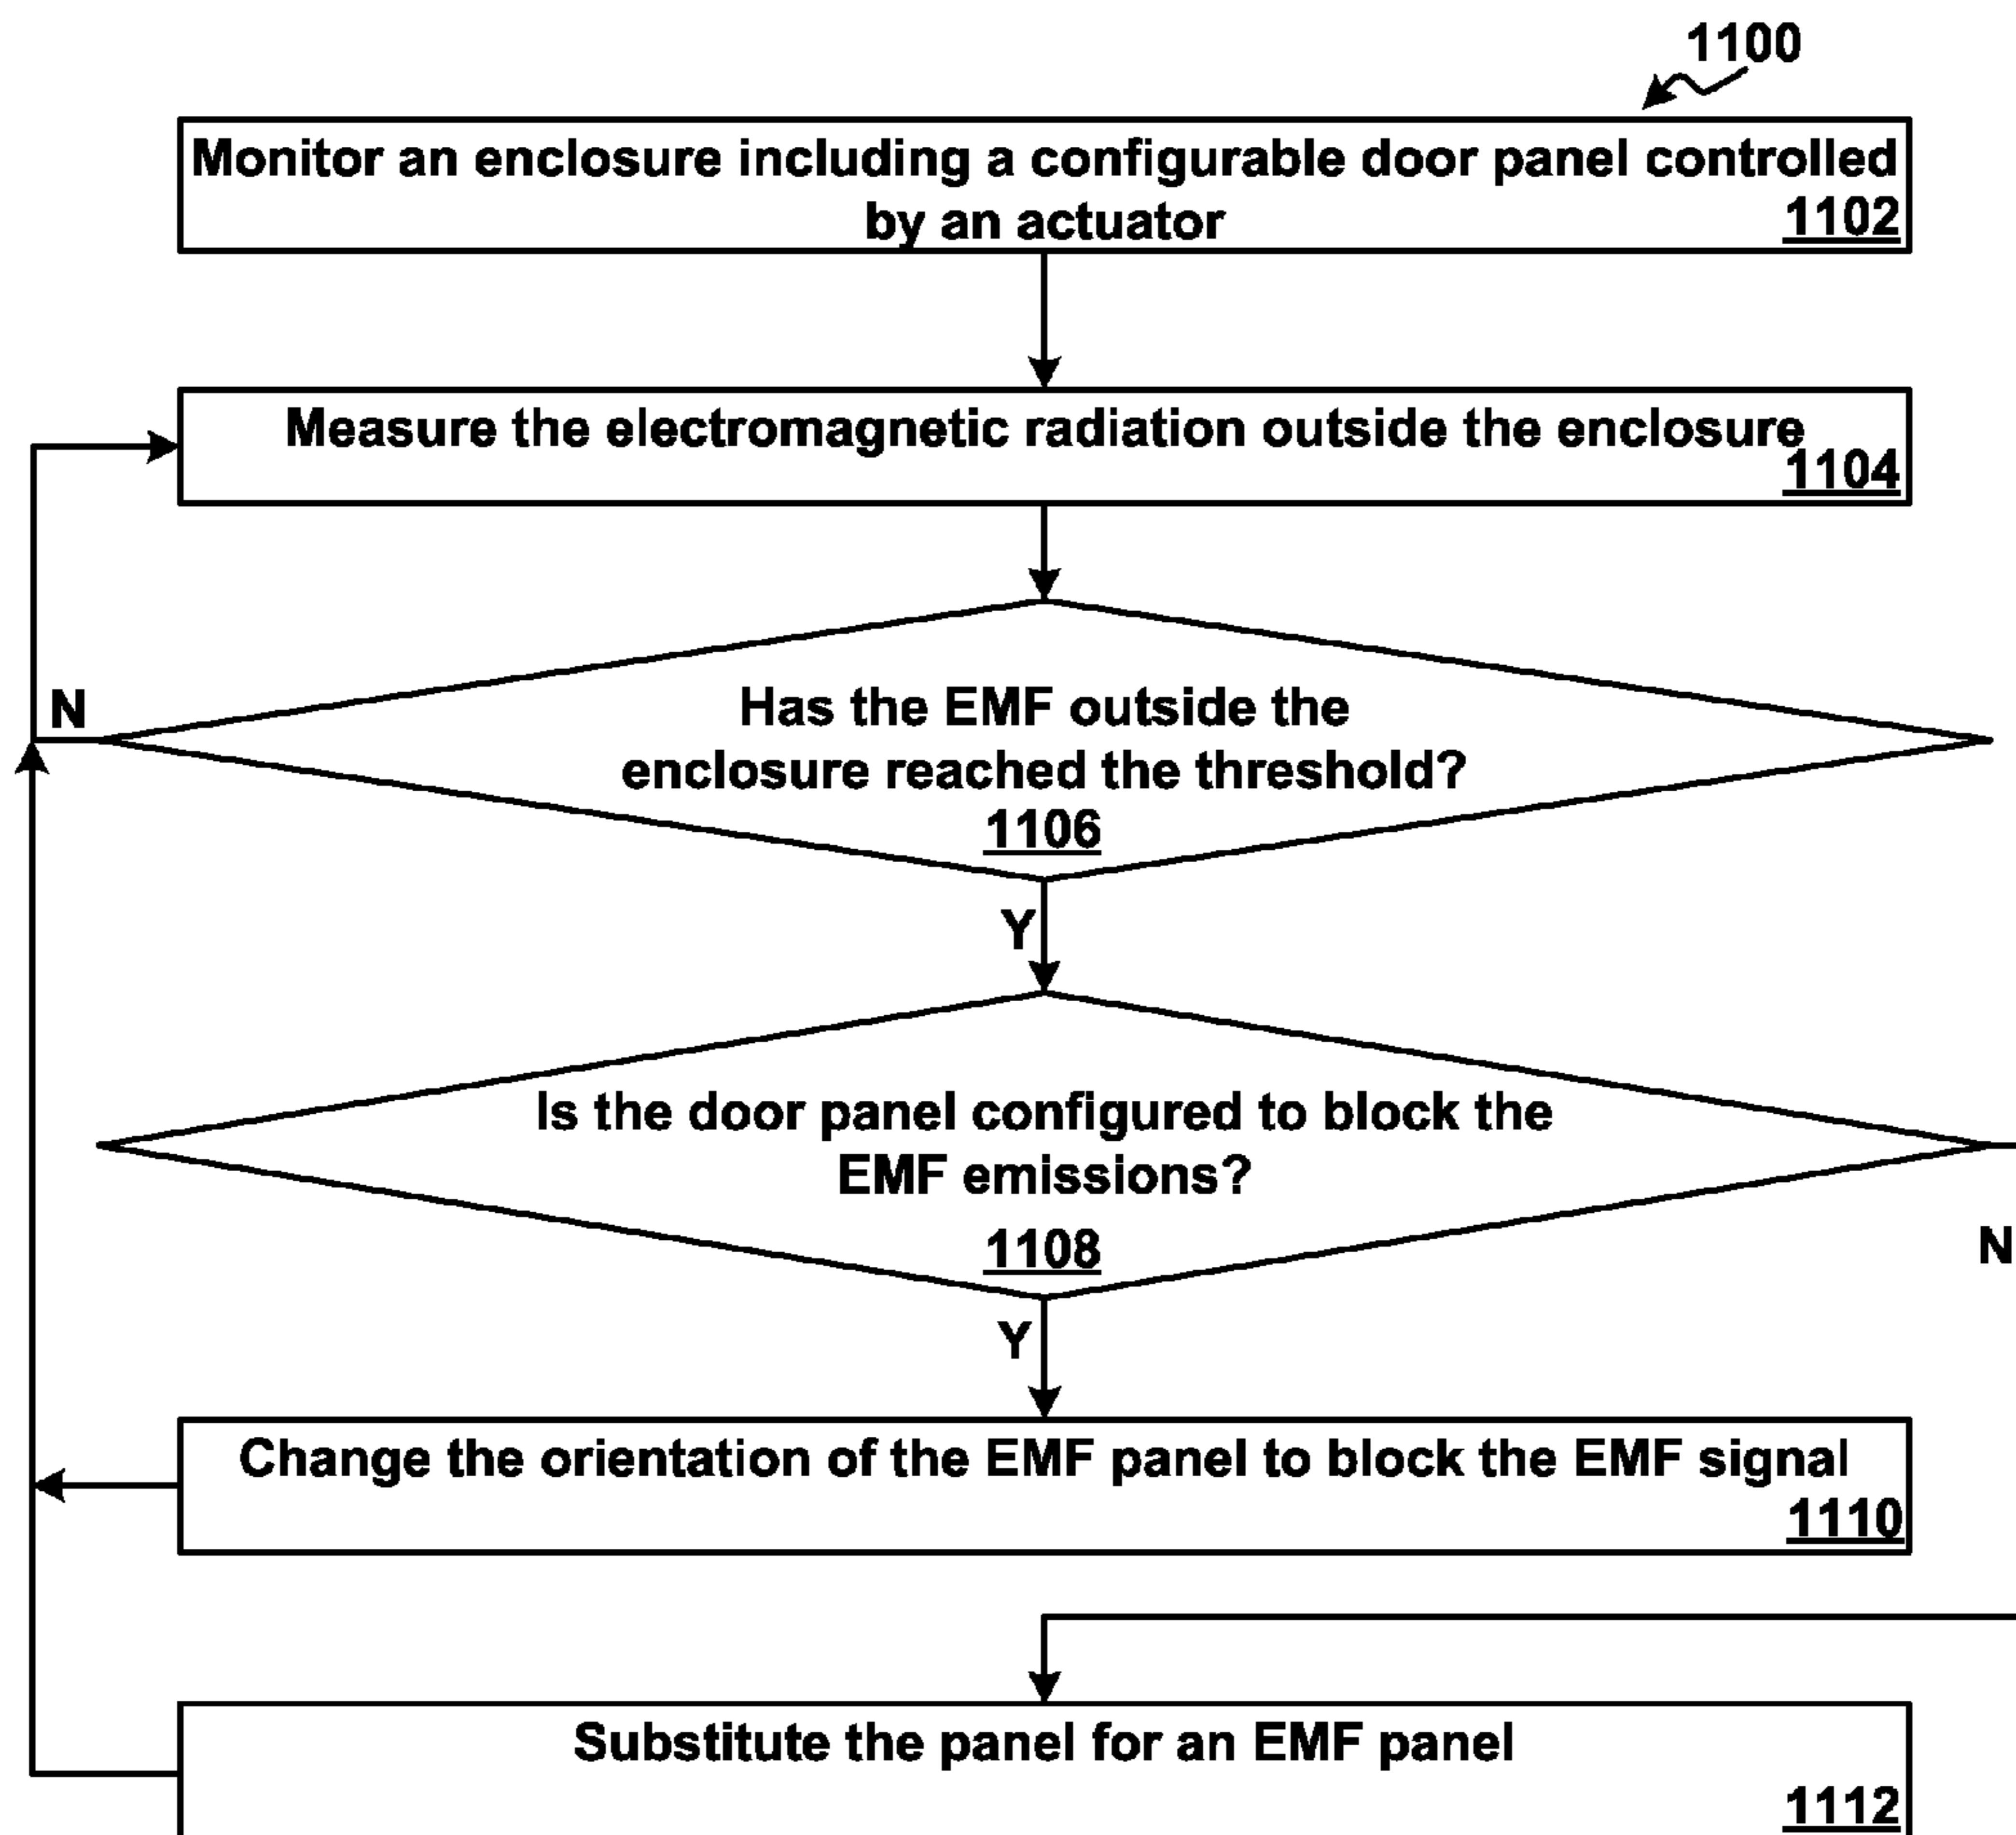 1100
Monitor an enclosure including a configurable door panel controlled
by an actuator
1102
Measure the electromagnetic radiation outside the enclosure
1104
N
Has the EMF outside the
enclosure reached the threshold?
1106
Y
Is the door panel configured to block the
EMF emissions?
1108
N
Y
Change the orientation of the EMF panel to block the EMF signal
1110
Substitute the panel for an EMF panel
1112